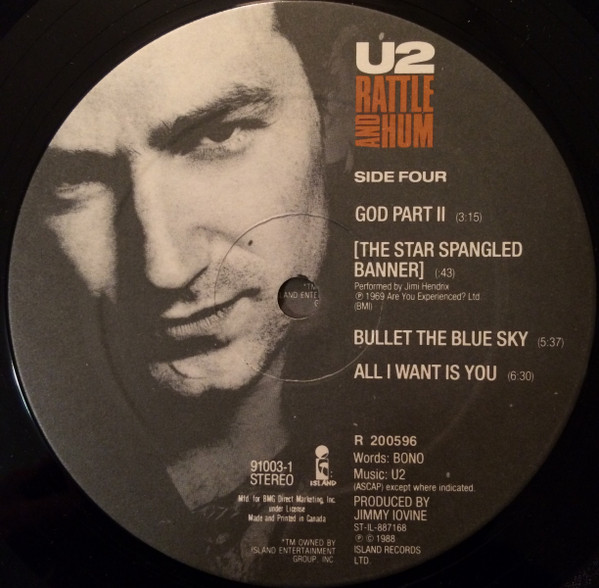 U2
RATTLE
AND HUM
SIDE FOUR
GOD PART II (3:15)
[THE STAR SPANGLED
BANNER] (:43)
Performed by Jimi Hendrix
℗ 1969 Are You Experienced? Ltd
(BMI)
BULLET THE BLUE SKY (5:37)
ALL I WANT IS YOU (6:30)
R 200596
Words: BONO
Music: U2
(ASCAP) except where indicated.
PRODUCED BY
JIMMY IOVINE
ST-IL-887168
℗ © 1988
ISLAND RECORDS
LTD.
91003-1
STEREO
ISLAND
Mfd for BMG Direct Marketing, Inc.
under License
Made and Printed in Canada
*TM OWNED BY
ISLAND ENTERTAINMENT
GROUP, INC
*TM
AND ENTE
G